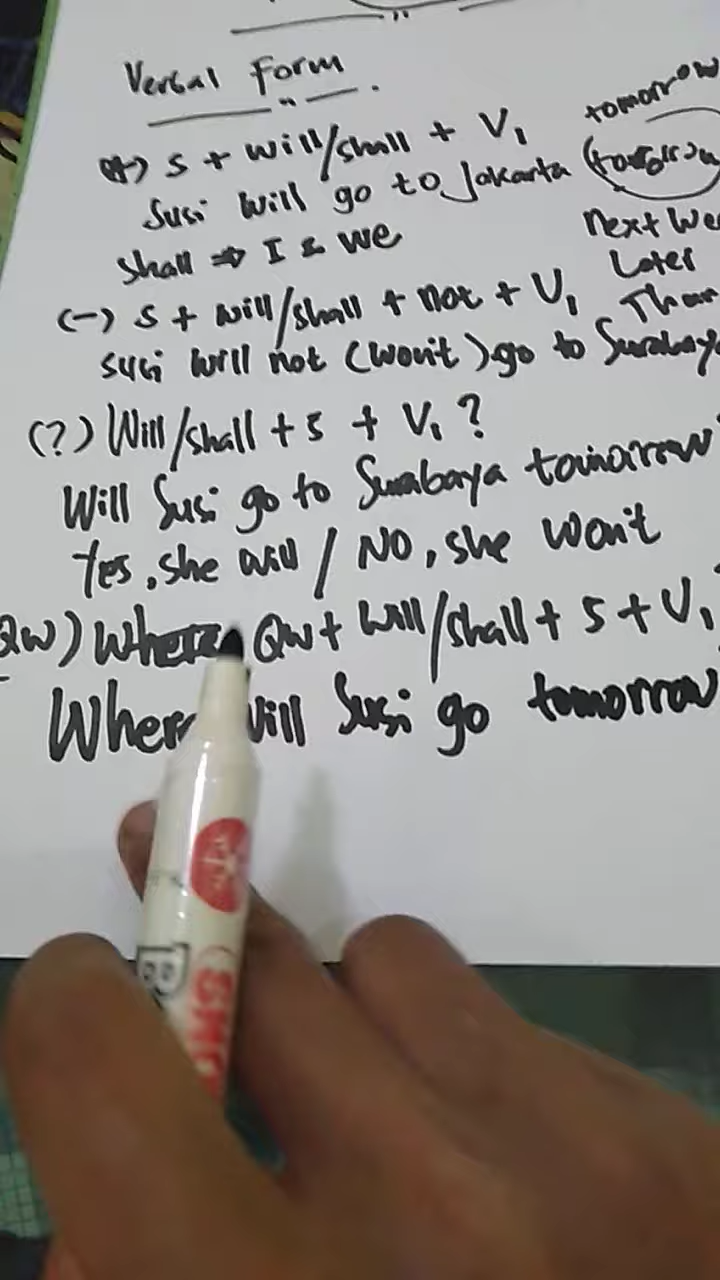 Verbal Form
tomorrow
(+) S + will/shall + V1
Susi will go to Jakarta (tomorrow
shall ⇒ I & we
next we
Later
(-) S + will/shall + not + V1
Susi will not (won't) go to Surabaya
(?) Will/shall + S + V1 ?
Will Susi go to Surabaya tomorrow
Yes, she will / No, she won't
QW) Where QW + will/shall + S + V1
Where will Susi go tomorrow